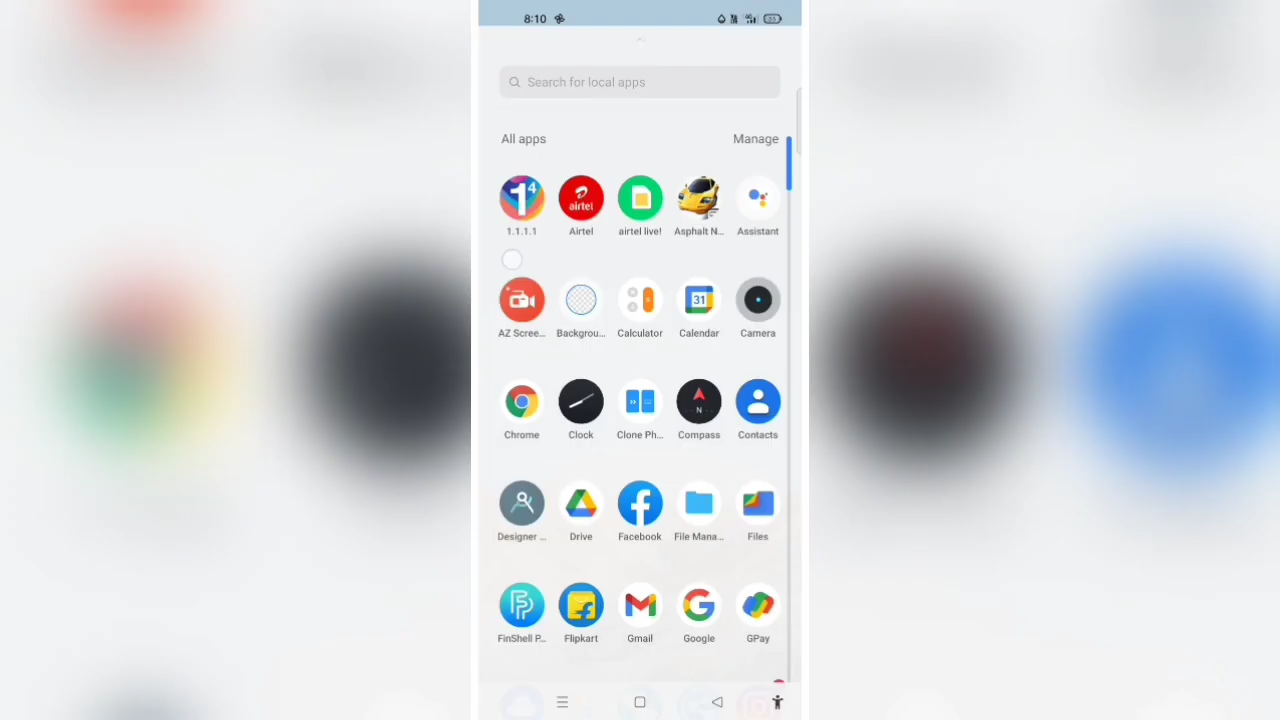 8:10
Search for local apps
All apps Manage
1.1.1.1 Airtel airtel live! Asphalt N... Assistant
AZ Scree... Backgrou... Calculator Calendar Camera
Chrome Clock Clone Ph... Compass Contacts
Designer ... Drive Facebook File Mana... Files
FinShell P... Flipkart Gmail Google GPay